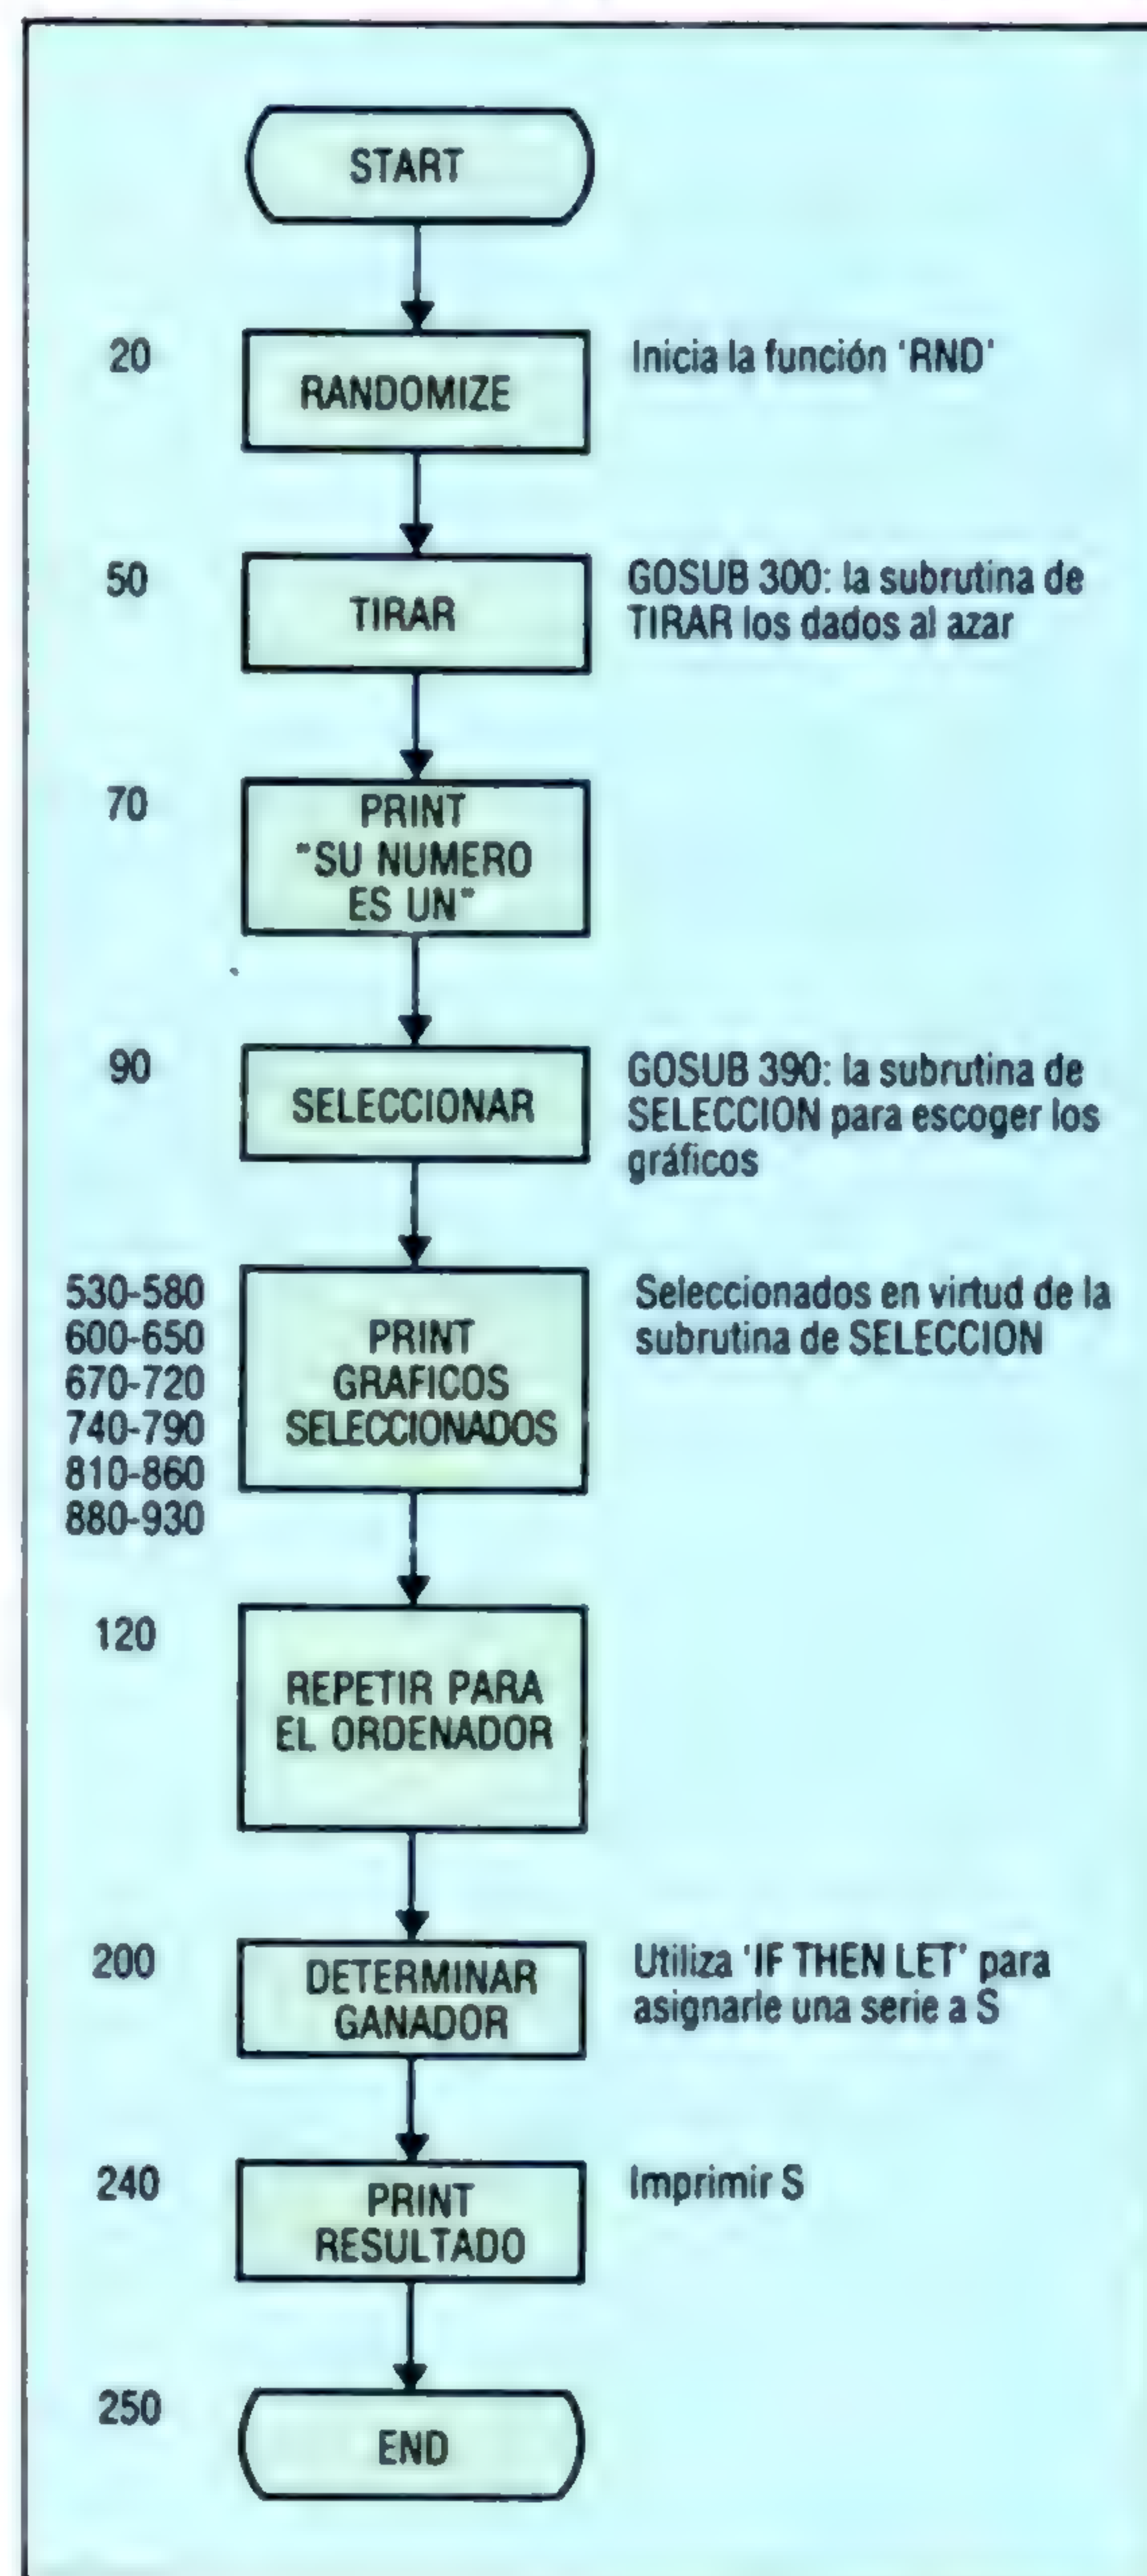 START
20
RANDOMIZE
Inicia la función 'RND'
50
TIRAR
GOSUB 300: la subrutina de
TIRAR los dados al azar
70
PRINT
"SU NUMERO
ES UN"
90
SELECCIONAR
GOSUB 390: la subrutina de
SELECCION para escoger los
gráficos
530-580
600-650
670-720
740-790
810-860
880-930
PRINT
GRAFICOS
SELECCIONADOS
Seleccionados en virtud de la
subrutina de SELECCION
120
REPETIR PARA
EL ORDENADOR
200
DETERMINAR
GANADOR
Utiliza 'IF THEN LET' para
asignarle una serie a S
240
PRINT
RESULTADO
Imprimir S
250
END